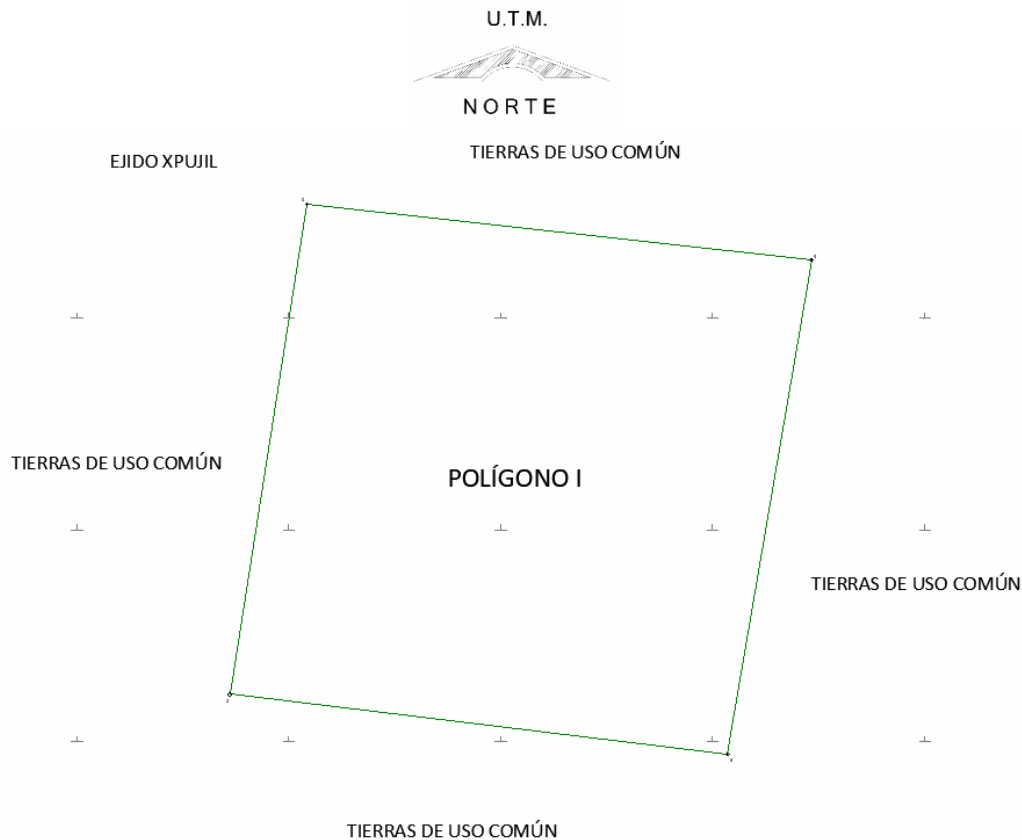 U.T.M.
NORTE
TIERRAS DE USO COMÚN
EJIDO XPUJIL
TIERRAS DE USO COMÚN
POLÍGONO I
TIERRAS DE USO COMÚN
TIERRAS DE USO COMÚN